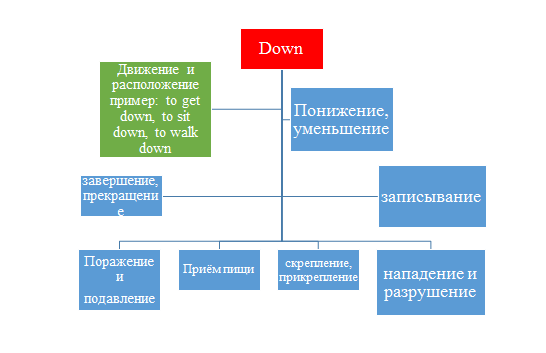 Down
Движение и
расположение
пример: to get
down, to sit
down, to walk
down
Понижение,
уменьшение
завершение,
прекращени
е
записывание
Поражение
и
подавление
Приём пищи
скрепление,
прикрепление
нападение и
разрушение